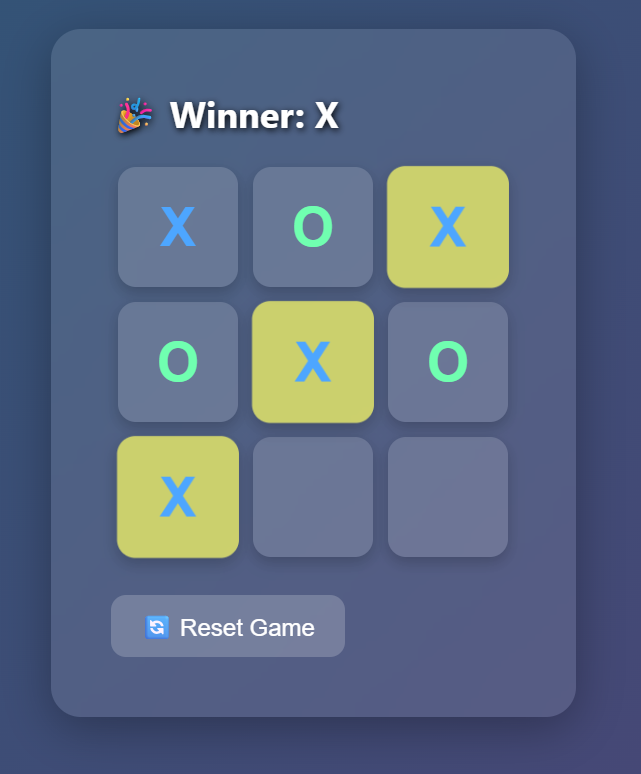 🎉 Winner: X
X O X
O X O
X
🔄 Reset Game